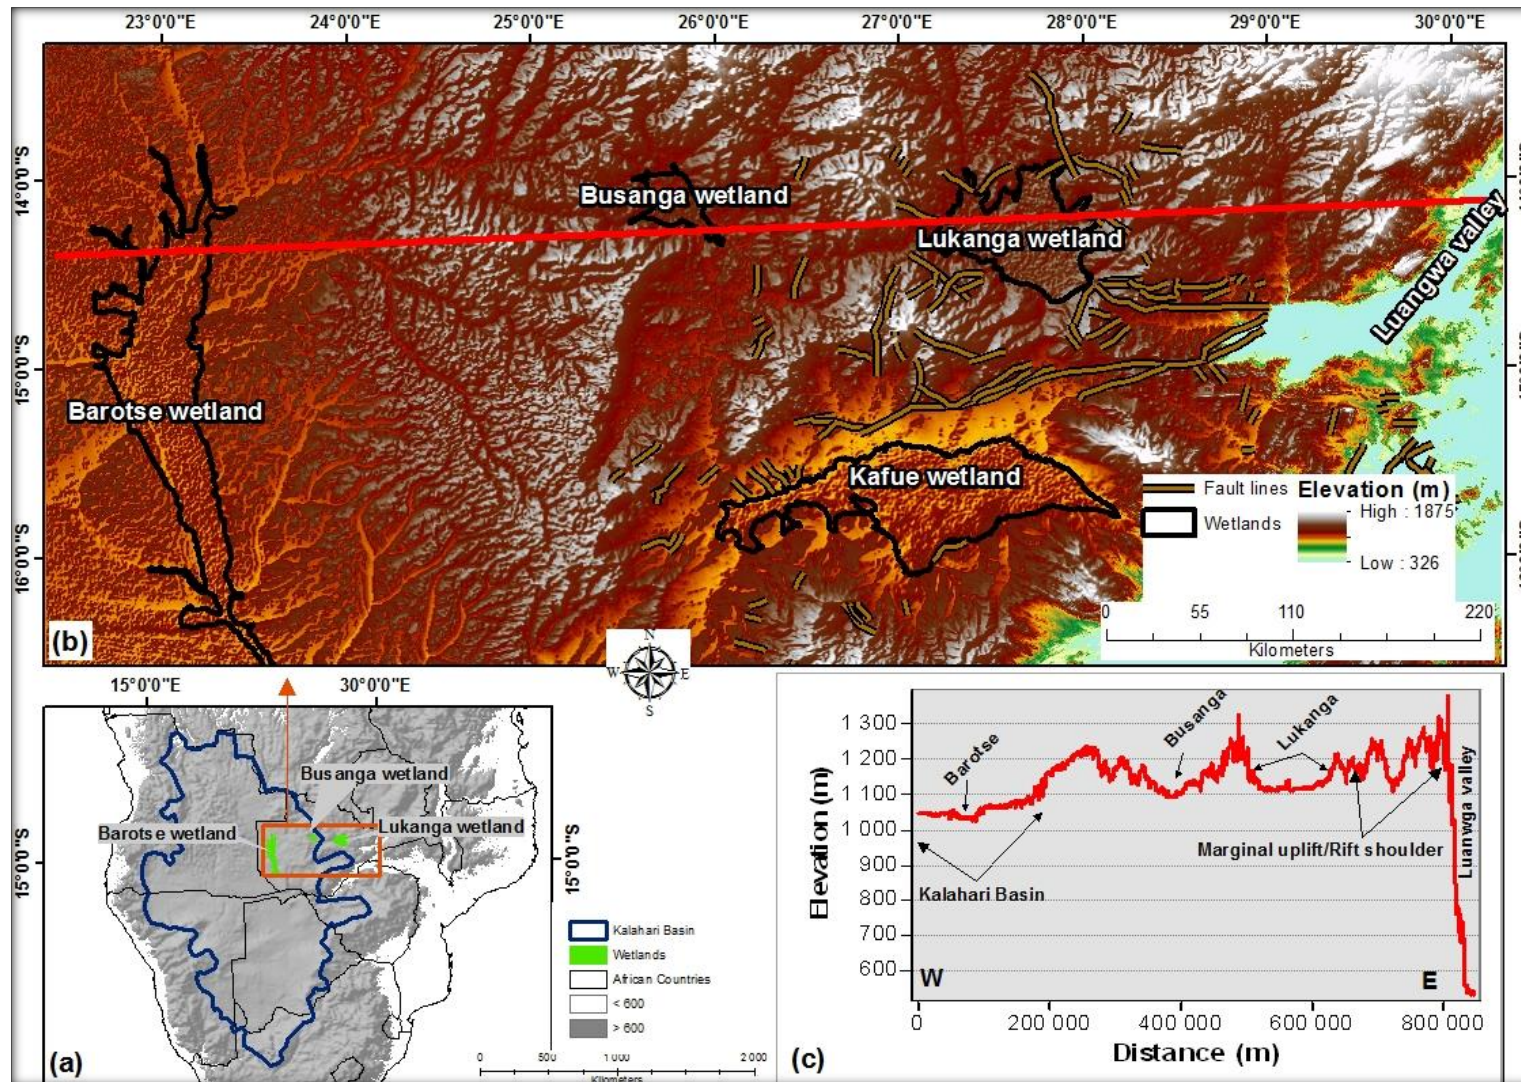 23°0'0"E 24°0'0"E 25°0'0"E 26°0'0"E 27°0'0"E 28°0'0"E 29°0'0"E 30°0'0"E
14°0'0"S
15°0'0"S
16°0'0"S
Busanga wetland
Lukanga wetland
Luangwa valley
Barotse wetland
Kafue wetland
Fault lines
Wetlands
Elevation (m)
High : 1875
Low : 326
0 55 110 220
Kilometers
(b)
N
W E
S
15°0'0"E 30°0'0"E
15°0'0"S
15°0'0"S
Busanga wetland
Barotse wetland
Lukanga wetland
Kalahari Basin
Wetlands
African Countries
< 600
> 600
0 500 1 000 2 000
Kilometers
(a)
Elevation (m)
1 300
1 200
1 100
1 000
900
800
700
600
Barotse
Busanga
Lukanga
Kalahari Basin
Marginal uplift/Rift shoulder
Luanwga valley
W E
0 200 000 400 000 600 000 800 000
Distance (m)
(c)